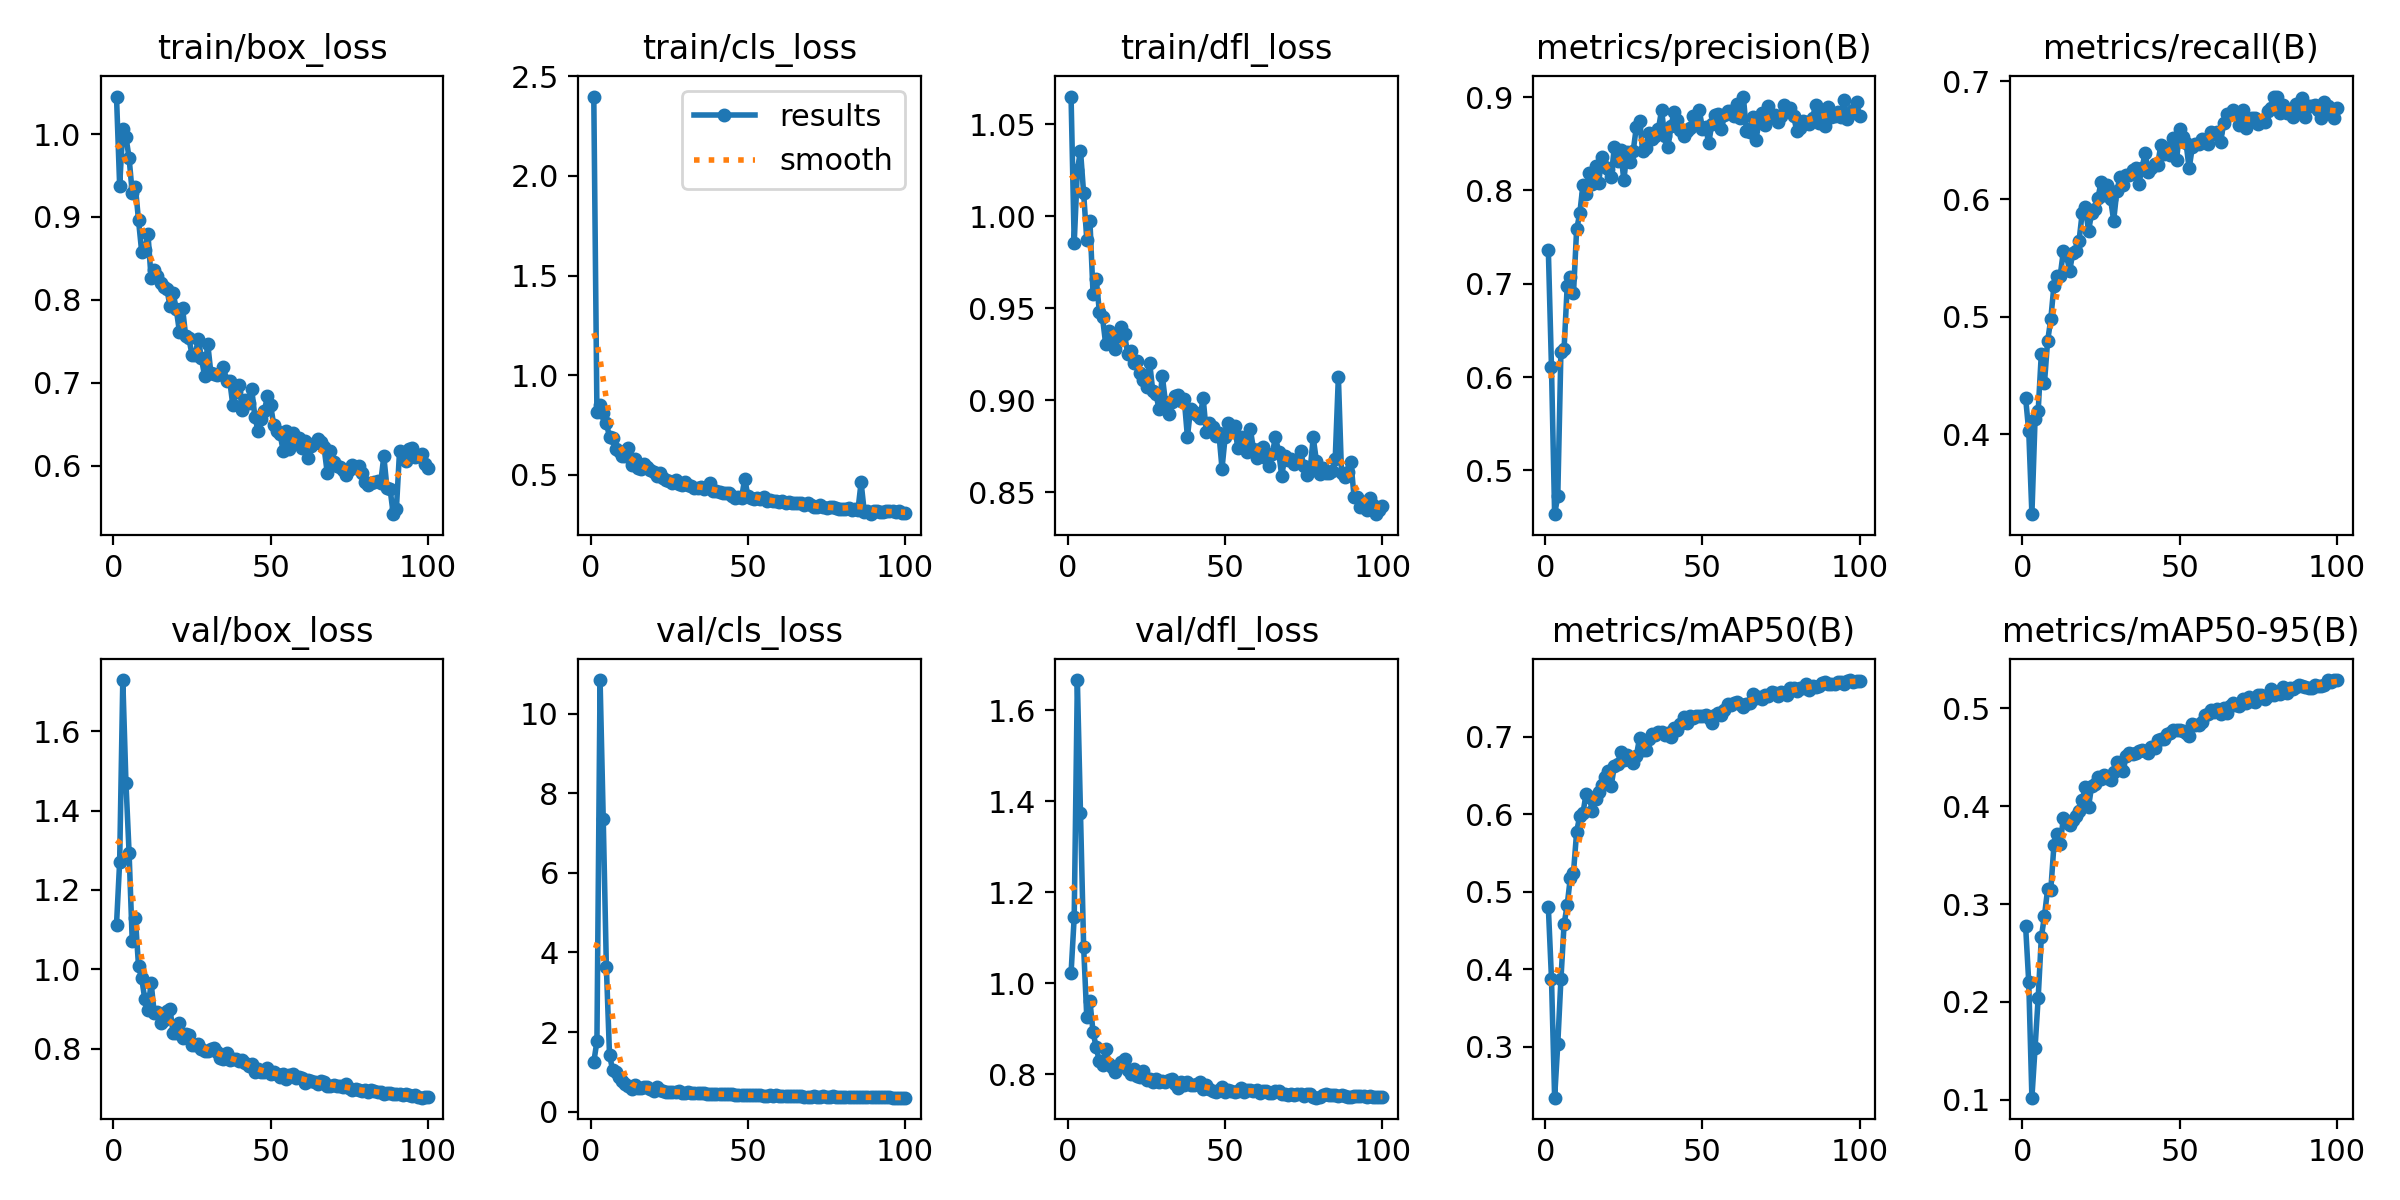 train/box_loss
1.0
0.9
0.8
0.7
0.6
0 50 100
train/cls_loss
2.5
2.0
1.5
1.0
0.5
results
smooth
0 50 100
train/dfl_loss
1.05
1.00
0.95
0.90
0.85
0 50 100
metrics/precision(B)
0.9
0.8
0.7
0.6
0.5
0 50 100
metrics/recall(B)
0.7
0.6
0.5
0.4
0 50 100
val/box_loss
1.6
1.4
1.2
1.0
0.8
0 50 100
val/cls_loss
10
8
6
4
2
0
0 50 100
val/dfl_loss
1.6
1.4
1.2
1.0
0.8
0 50 100
metrics/mAP50(B)
0.7
0.6
0.5
0.4
0.3
0 50 100
metrics/mAP50-95(B)
0.5
0.4
0.3
0.2
0.1
0 50 100